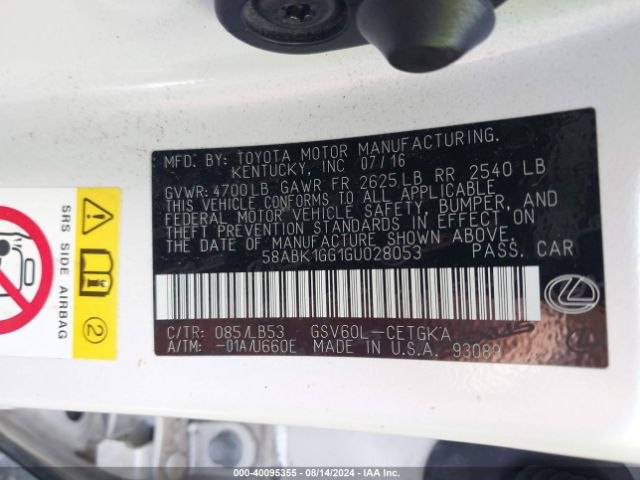 MFD. BY: TOYOTA MOTOR MANUFACTURING.
KENTUCKY, INC 07/16
GVWR: 4700LB GAWR FR 2625LB RR 2540 LB
THIS VEHICLE CONFORMS TO ALL APPLICABLE
FEDERAL MOTOR VEHICLE SAFETY, BUMPER, AND
THEFT PREVENTION STANDARDS IN EFFECT ON
THE DATE OF MANUFACTURE SHOWN ABOVE.
58ABK1GG1GU028053 PASS. CAR
C/TR: 085/LB53 GSV60L-CETGKA
A/TM: -01A/U660E MADE IN U.S.A. 93089
SRS SIDE AIRBAG
2
000-40095355 - 08/14/2024 - IAA Inc.